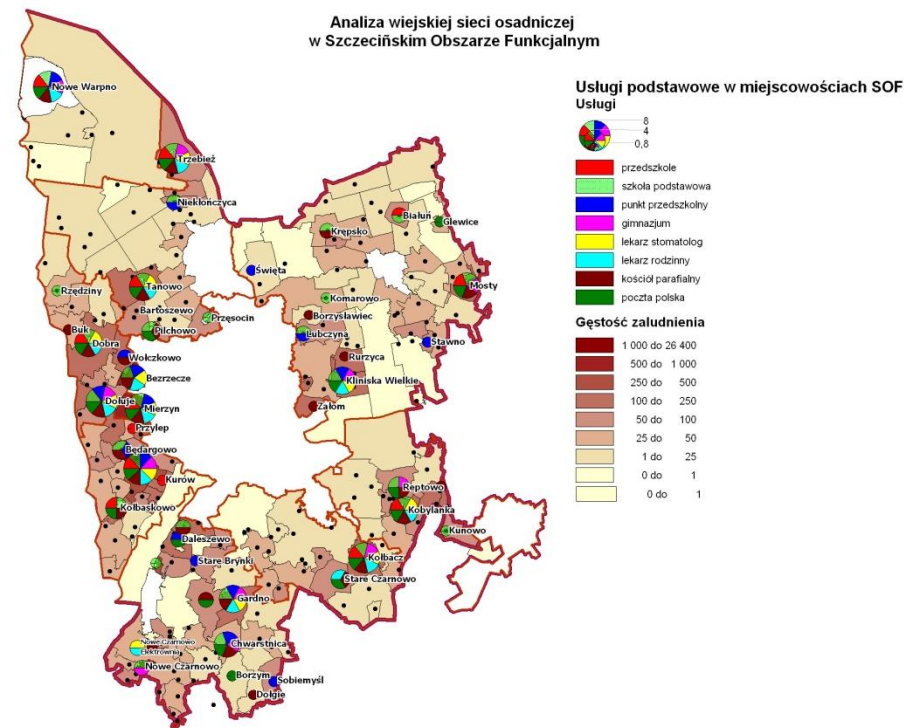 Analiza wiejskiej sieci osadniczej
w Szczecińskim Obszarze Funkcjonalnym
Usługi podstawowe w miejscowościach SOF
Usługi
8
4
0,8
przedszkole
szkoła podstawowa
punkt przedszkolny
gimnazjum
lekarz stomatolog
lekarz rodzinny
kościół parafialny
poczta polska
Gęstość zaludnienia
1 000 do 26 400
500 do 1 000
250 do 500
100 do 250
50 do 100
25 do 50
1 do 25
0 do 1
0 do 1
Nowe Warpno
Trzebież
Niekłończyca
Białuń
Glewice
Krępsko
Święta
Mosty
Rzędziny
Tanowo
Komarowo
Bartoszewo
Przęsocin
Borzysławiec
Buk
Pilchowo
Lubczyna
Dobra
Stawno
Wołczkowo
Rurzyca
Bezrzecze
Kliniska Wielkie
Dołuje
Mierzyn
Załom
Przylep
Będargowo
Kurów
Reptowo
Kołbaskowo
Kobylanka
Kunowo
Daleszewo
Kołbacz
Stare Brynki
Stare Czarnowo
Gardno
Nowe Czarnowo
Elektrownia
Chwarstnica
Nowe Czarnowo
Borzym
Sobiemyśl
Dołgie